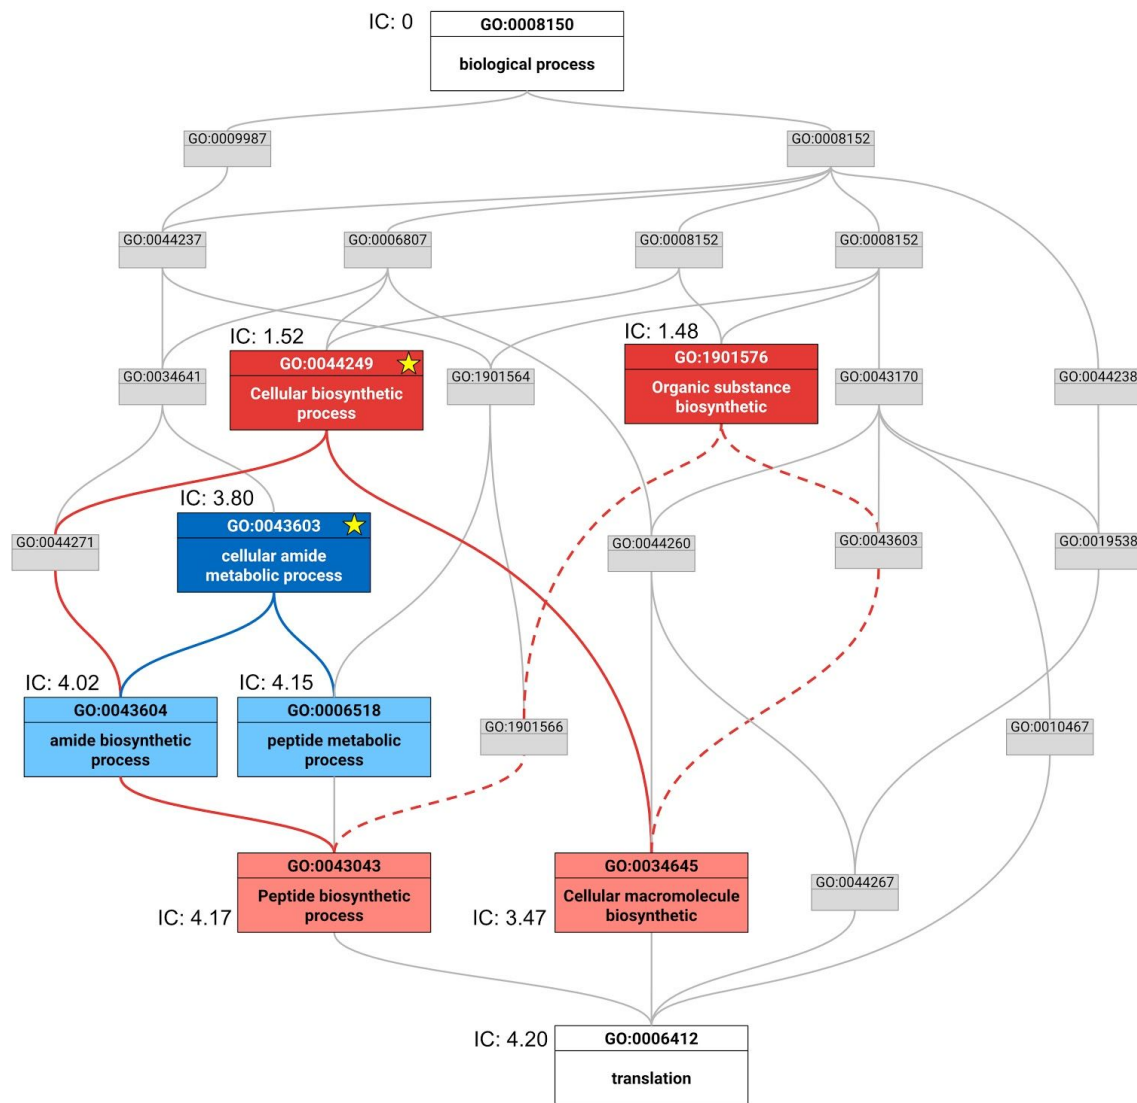 IC: 0
GO:0008150
biological process
GO:0009987
GO:0008152
GO:0044237
GO:0006807
GO:0008152
GO:0008152
IC: 1.52
IC: 1.48
GO:0034641
GO:0044249
Cellular biosynthetic
process
GO:1901564
GO:1901576
Organic substance
biosynthetic
GO:0043170
GO:0044238
IC: 3.80
GO:0044271
GO:0043603
cellular amide
metabolic process
GO:0044260
GO:0043603
GO:0019538
IC: 4.02
IC: 4.15
GO:0043604
amide biosynthetic
process
GO:0006518
peptide metabolic
process
GO:1901566
GO:0010467
GO:0043043
Peptide biosynthetic
process
IC: 4.17
GO:0034645
Cellular macromolecule
biosynthetic
IC: 3.47
GO:0044267
IC: 4.20
GO:0006412
translation